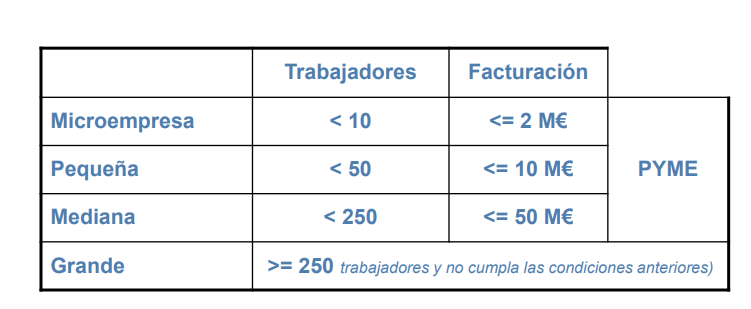 Trabajadores Facturación
Microempresa < 10 <= 2 M€
Pequeña < 50 <= 10 M€ PYME
Mediana < 250 <= 50 M€
Grande >= 250 trabajadores y no cumpla las condiciones anteriores)